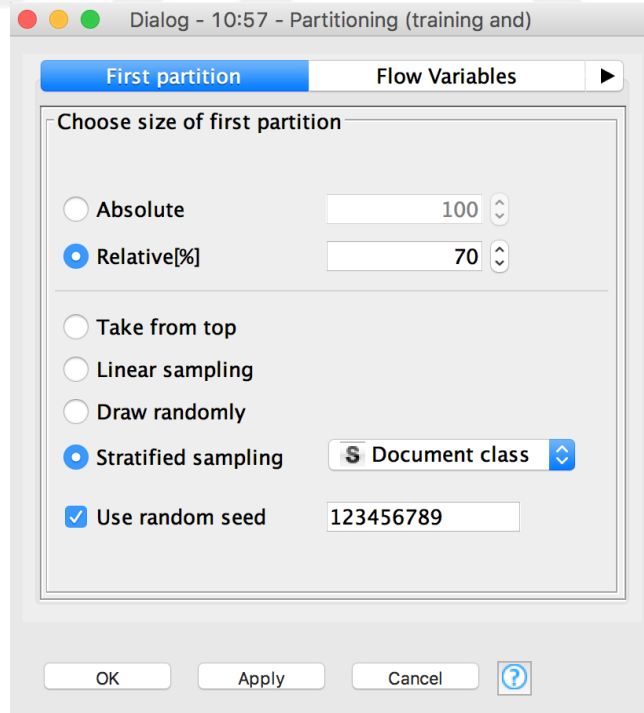 Dialog - 10:57 - Partitioning (training and)
First partition Flow Variables
Choose size of first partition
Absolute 100
Relative[%] 70
Take from top
Linear sampling
Draw randomly
Stratified sampling S Document class
Use random seed 123456789
OK Apply Cancel ?